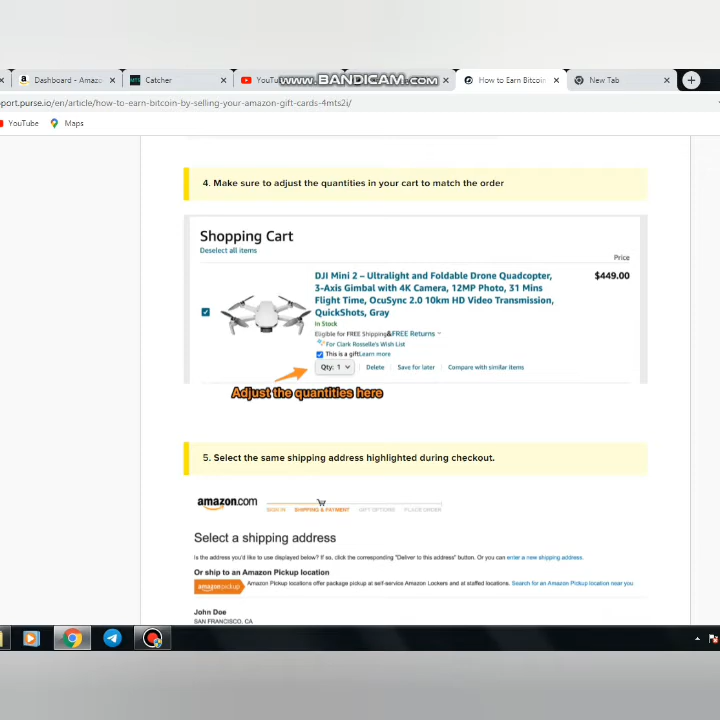 Dashboard - Amazo
Catcher
YouTu
www.BANDICAM.com
How to Earn Bitcoin
New Tab
port.purse.io/en/article/how-to-earn-bitcoin-by-selling-your-amazon-gift-cards-4mts2i/
YouTube
Maps
4. Make sure to adjust the quantities in your cart to match the order
Shopping Cart
Deselect all items
Price
DJI Mini 2 – Ultralight and Foldable Drone Quadcopter,
$449.00
3-Axis Gimbal with 4K Camera, 12MP Photo, 31 Mins
Flight Time, OcuSync 2.0 10km HD Video Transmission,
QuickShots, Gray
In Stock
Eligible for FREE Shipping&FREE Returns
For Clark Rosselle's Wish List
This is a giftLearn more
Qty: 1
Delete
Save for later
Compare with similar items
Adjust the quantities here
5. Select the same shipping address highlighted during checkout.
amazon.com
SIGN IN
SHIPPING & PAYMENT
GIFT OPTIONS
PLACE ORDER
Select a shipping address
Is the address you'd like to use displayed below? If so, click the corresponding "Deliver to this address" button. Or you can enter a new shipping address.
Or ship to an Amazon Pickup location
amazonpickup
Amazon Pickup locations offer package pickup at self-service Amazon Lockers and at staffed locations. Search for an Amazon Pickup location near you
John Doe
SAN FRANCISCO, CA